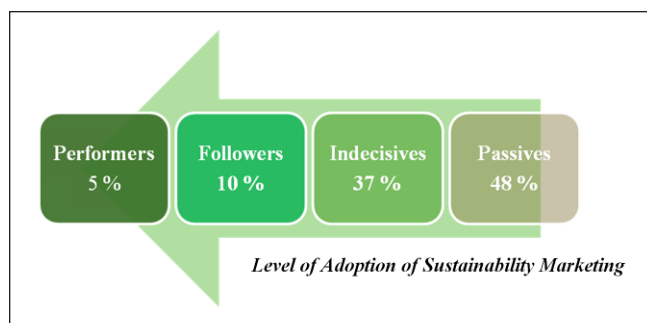 Performers
5 %
Followers
10 %
Indecisives
37 %
Passives
48 %
Level of Adoption of Sustainability Marketing